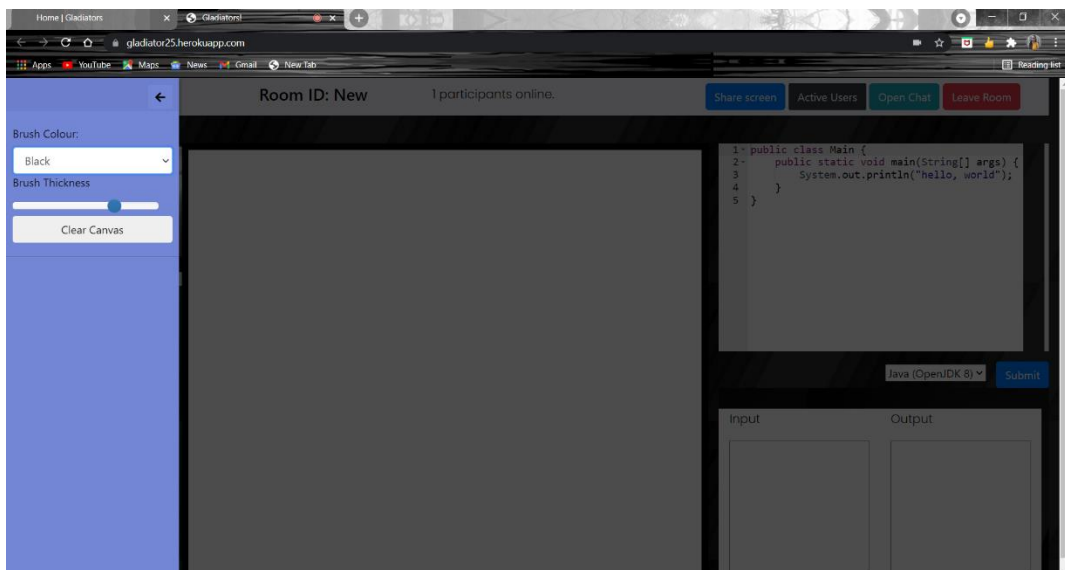 Home | Gladiators
Gladiators!
gladiator25.herokuapp.com
Apps YouTube Maps News Gmail New Tab Reading list
Room ID: New 1 participants online. Share screen Active Users Open Chat Leave Room
Brush Colour:
Black
Brush Thickness
Clear Canvas
1 public class Main {
2 public static void main(String[] args) {
3 System.out.println("hello, world");
4 }
5 }
Java (OpenJDK 8) Submit
Input Output